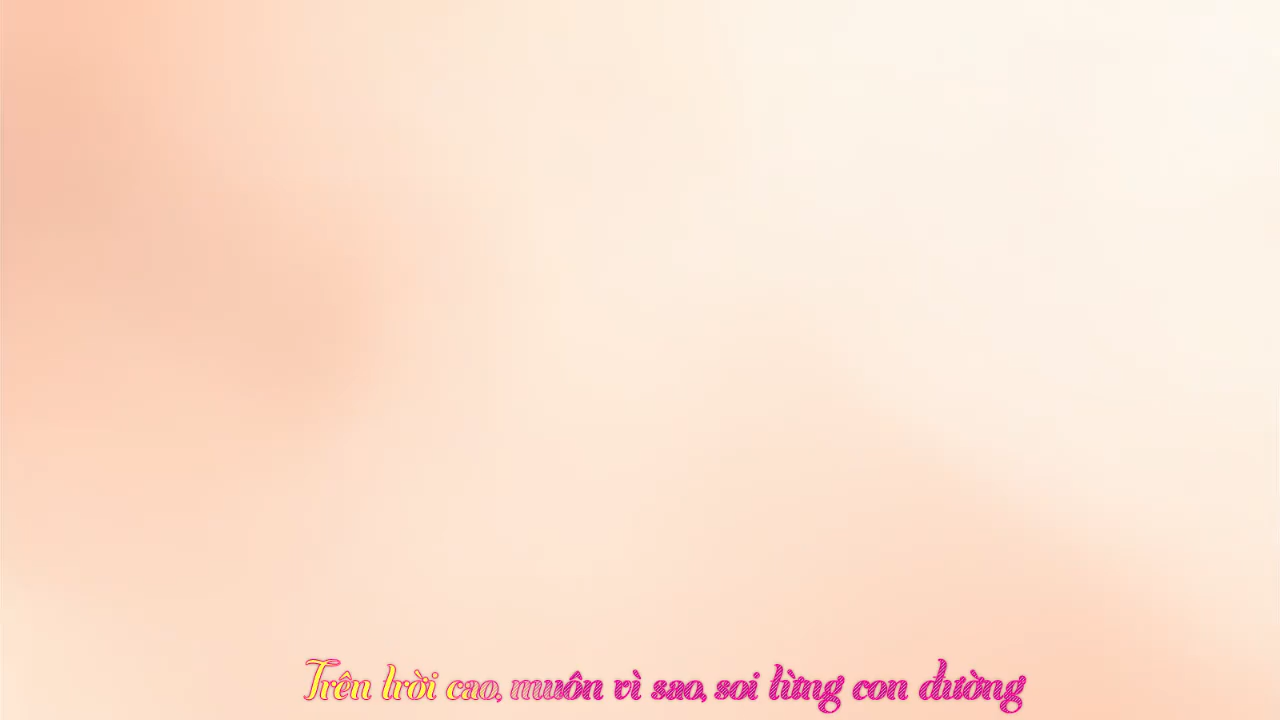 Trên trời cao, muôn vì sao, soi từng con đường